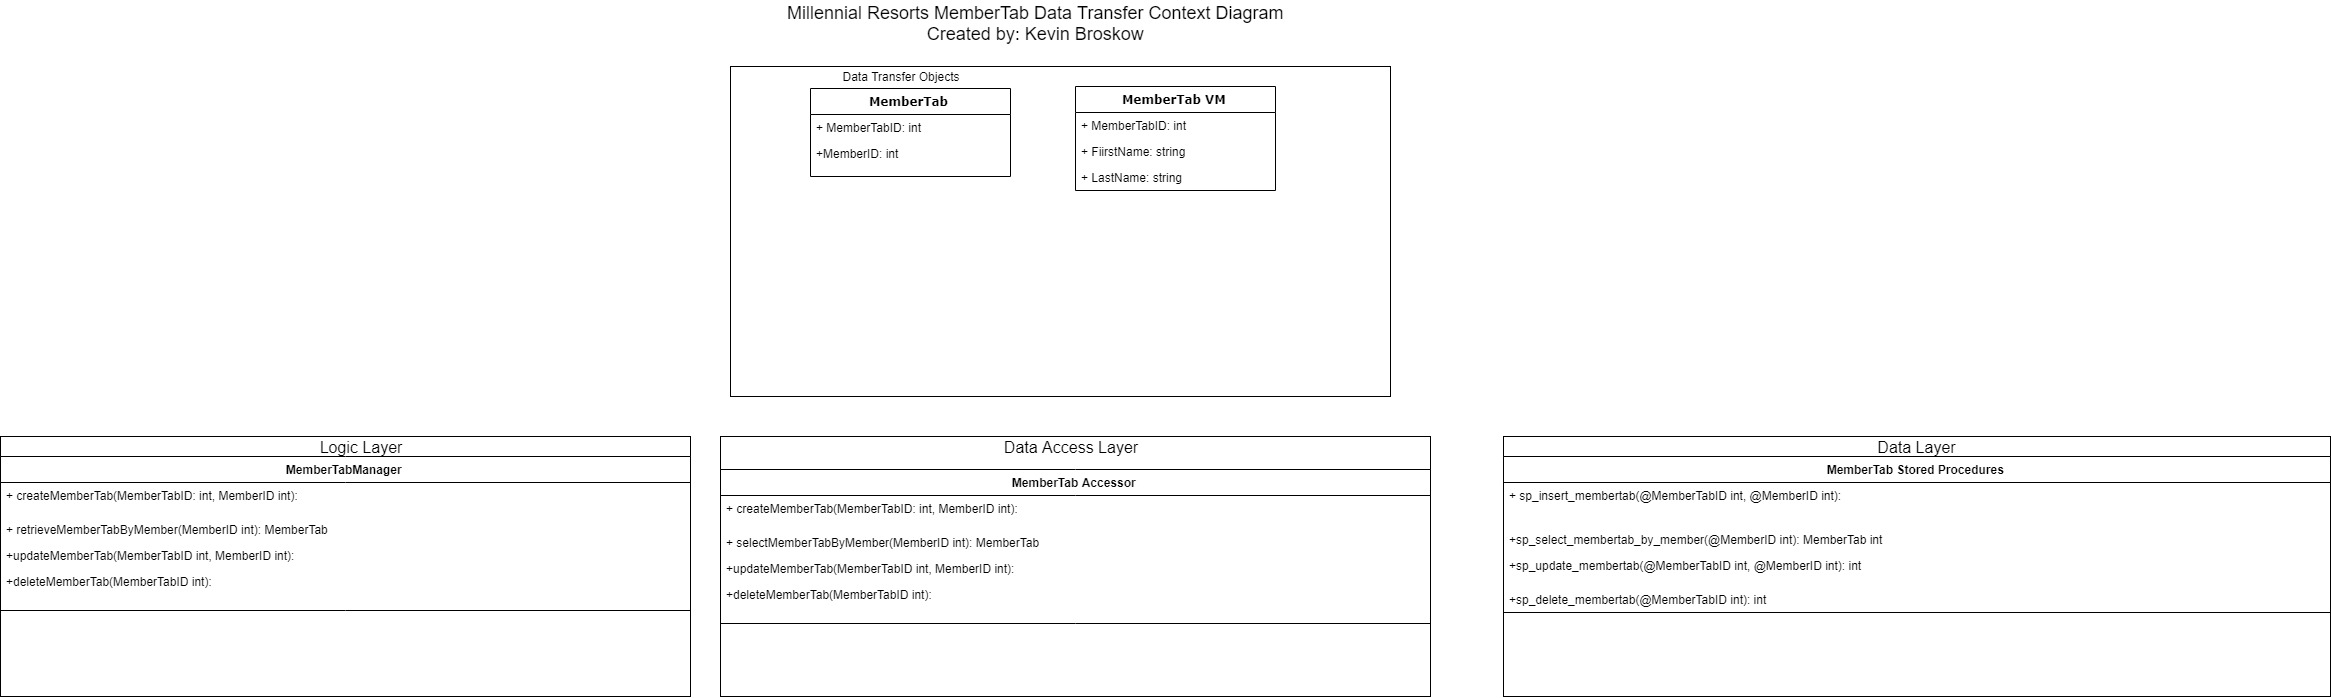 Millennial Resorts MemberTab Data Transfer Context Diagram
Created by: Kevin Broskow
Data Transfer Objects
MemberTab
+ MemberTabID: int
+MemberID: int
MemberTab VM
+ MemberTabID: int
+ FiirstName: string
+ LastName: string
Logic Layer
MemberTabManager
+ createMemberTab(MemberTabID: int, MemberID int):
+ retrieveMemberTabByMember(MemberID int): MemberTab
+updateMemberTab(MemberTabID int, MemberID int):
+deleteMemberTab(MemberTabID int):
Data Access Layer
MemberTab Accessor
+ createMemberTab(MemberTabID: int, MemberID int):
+ selectMemberTabByMember(MemberID int): MemberTab
+updateMemberTab(MemberTabID int, MemberID int):
+deleteMemberTab(MemberTabID int):
Data Layer
MemberTab Stored Procedures
+ sp_insert_membertab(@MemberTabID int, @MemberID int):
+sp_select_membertab_by_member(@MemberID int): MemberTab int
+sp_update_membertab(@MemberTabID int, @MemberID int): int
+sp_delete_membertab(@MemberTabID int): int